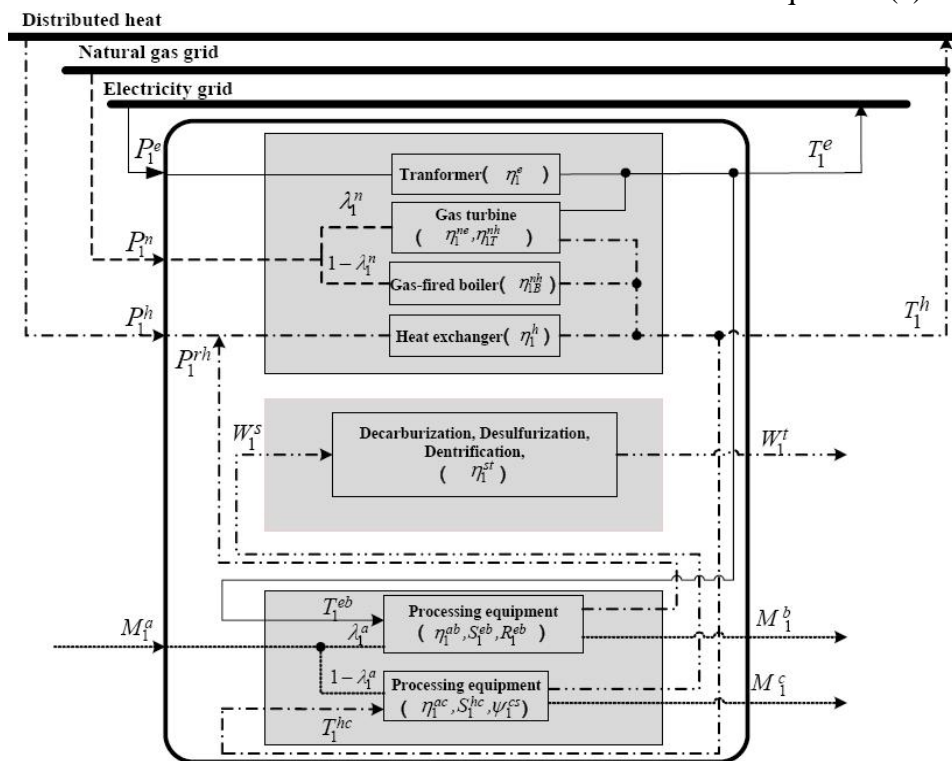 Distributed heat
Natural gas grid
Electricity grid
P₁ᵉ
Tranformer( η₁ᵉ )
T₁ᵉ
λ₁ⁿ
Gas turbine
( η₁ⁿᵉ, η₁Tⁿʰ )
P₁ⁿ
1 − λ₁ⁿ
Gas-fired boiler( η₁Bⁿʰ )
P₁ʰ
Heat exchanger( η₁ʰ )
T₁ʰ
P₁ʳʰ
W₁ˢ
Decarburization, Desulfurization,
Dentrification,
( η₁ˢᵗ )
W₁ᵗ
T₁ᵉᵇ
Processing equipment
( η₁ᵃᵇ, S₁ᵉᵇ, R₁ᵉᵇ )
M₁ᵃ
λ₁ᵃ
M₁ᵇ
1 − λ₁ᵃ
Processing equipment
( η₁ᵃᶜ, S₁ʰᶜ, ψ₁ᶜˢ )
M₁ᶜ
T₁ʰᶜ